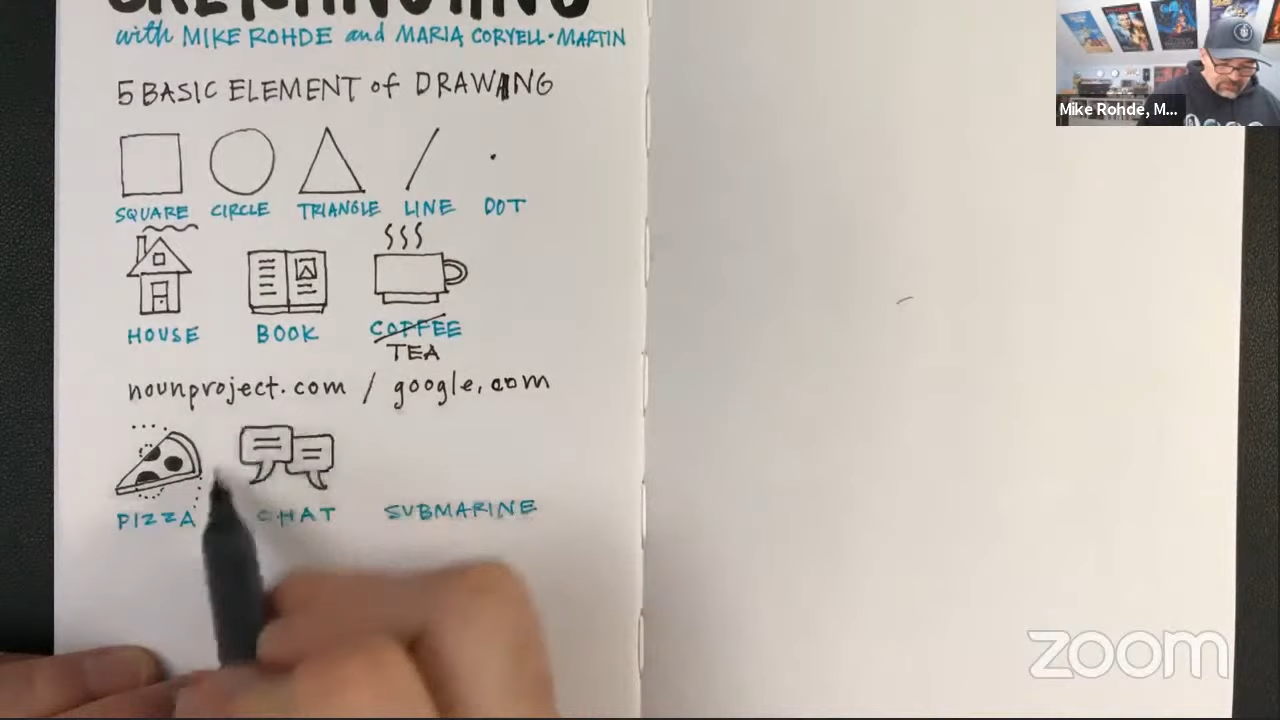 SKETCHNOTING
with MIKE ROHDE and MARIA CORYELL-MARTIN
Mike Rohde, M...
5 BASIC ELEMENT of DRAWING
SQUARE CIRCLE TRIANGLE LINE DOT
HOUSE BOOK COFFEE
TEA
nounproject.com / google.com
PIZZA CHAT SUBMARINE
zoom